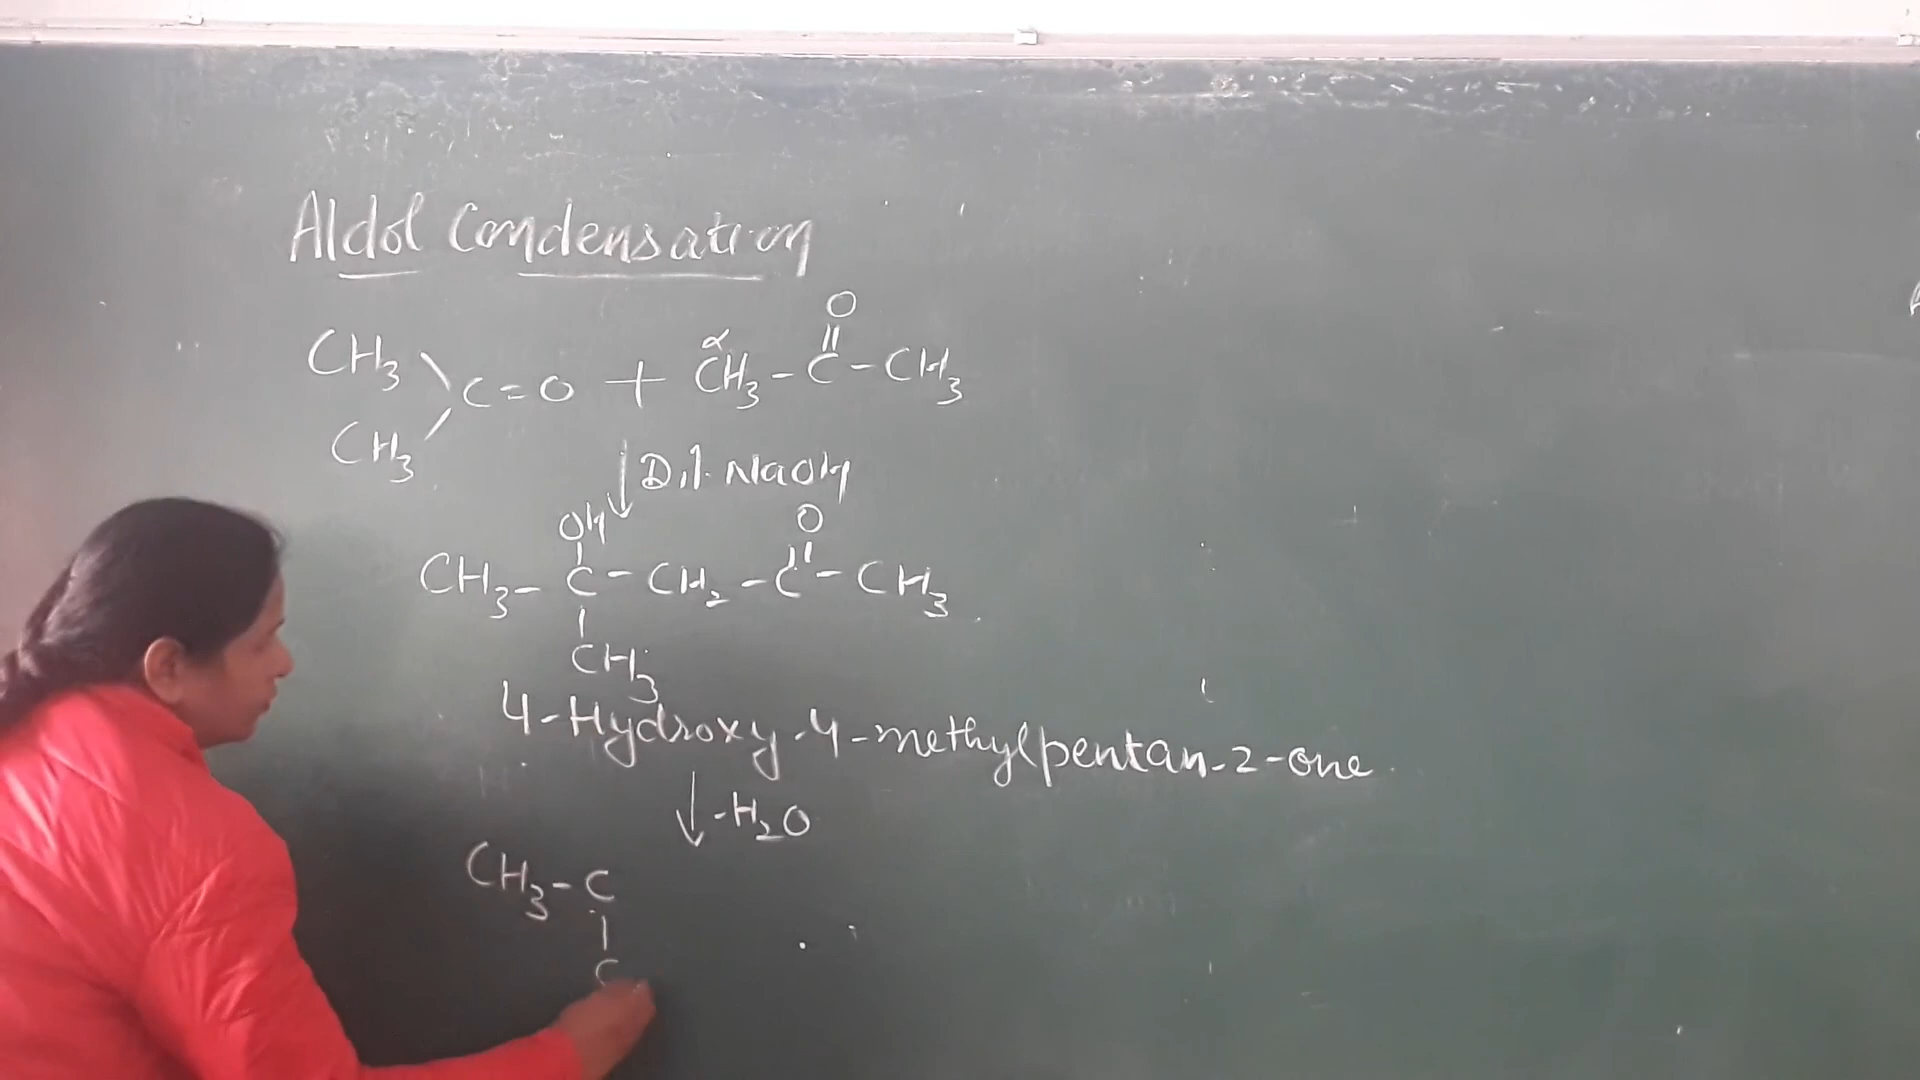 Aldol Condensation
O
CH3 α ||
\C=O + CH3-C-CH3
CH3/
↓ Dil. NaOH
OH O
| ||
CH3-C-CH2-C-CH3
|
CH3
4-Hydroxy-4-methylpentan-2-one
↓ -H2O
CH3-C
|
C